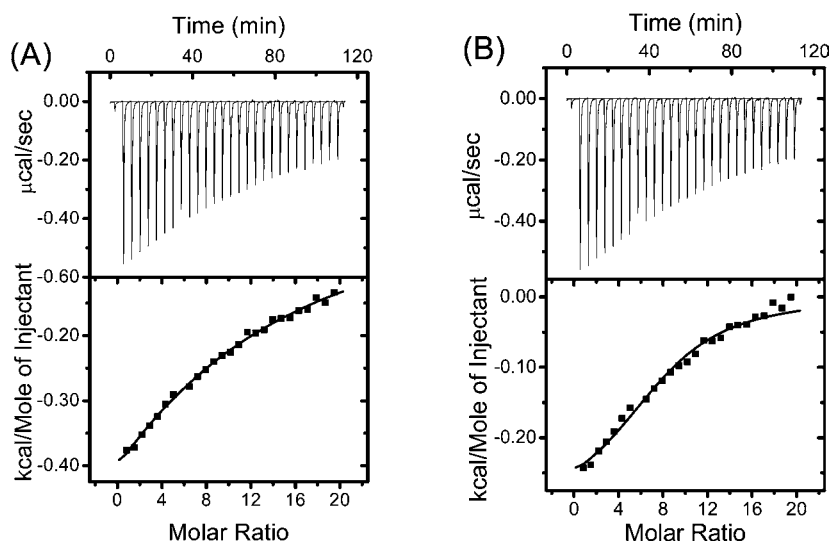 (A)
Time (min)
0 40 80 120
0.00
-0.20
-0.40
-0.60
µcal/sec
-0.20
-0.30
-0.40
kcal/Mole of Injectant
0 4 8 12 16 20
Molar Ratio
(B)
Time (min)
0 40 80 120
0.00
-0.20
-0.40
µcal/sec
0.00
-0.10
-0.20
kcal/Mole of Injectant
0 4 8 12 16 20
Molar Ratio